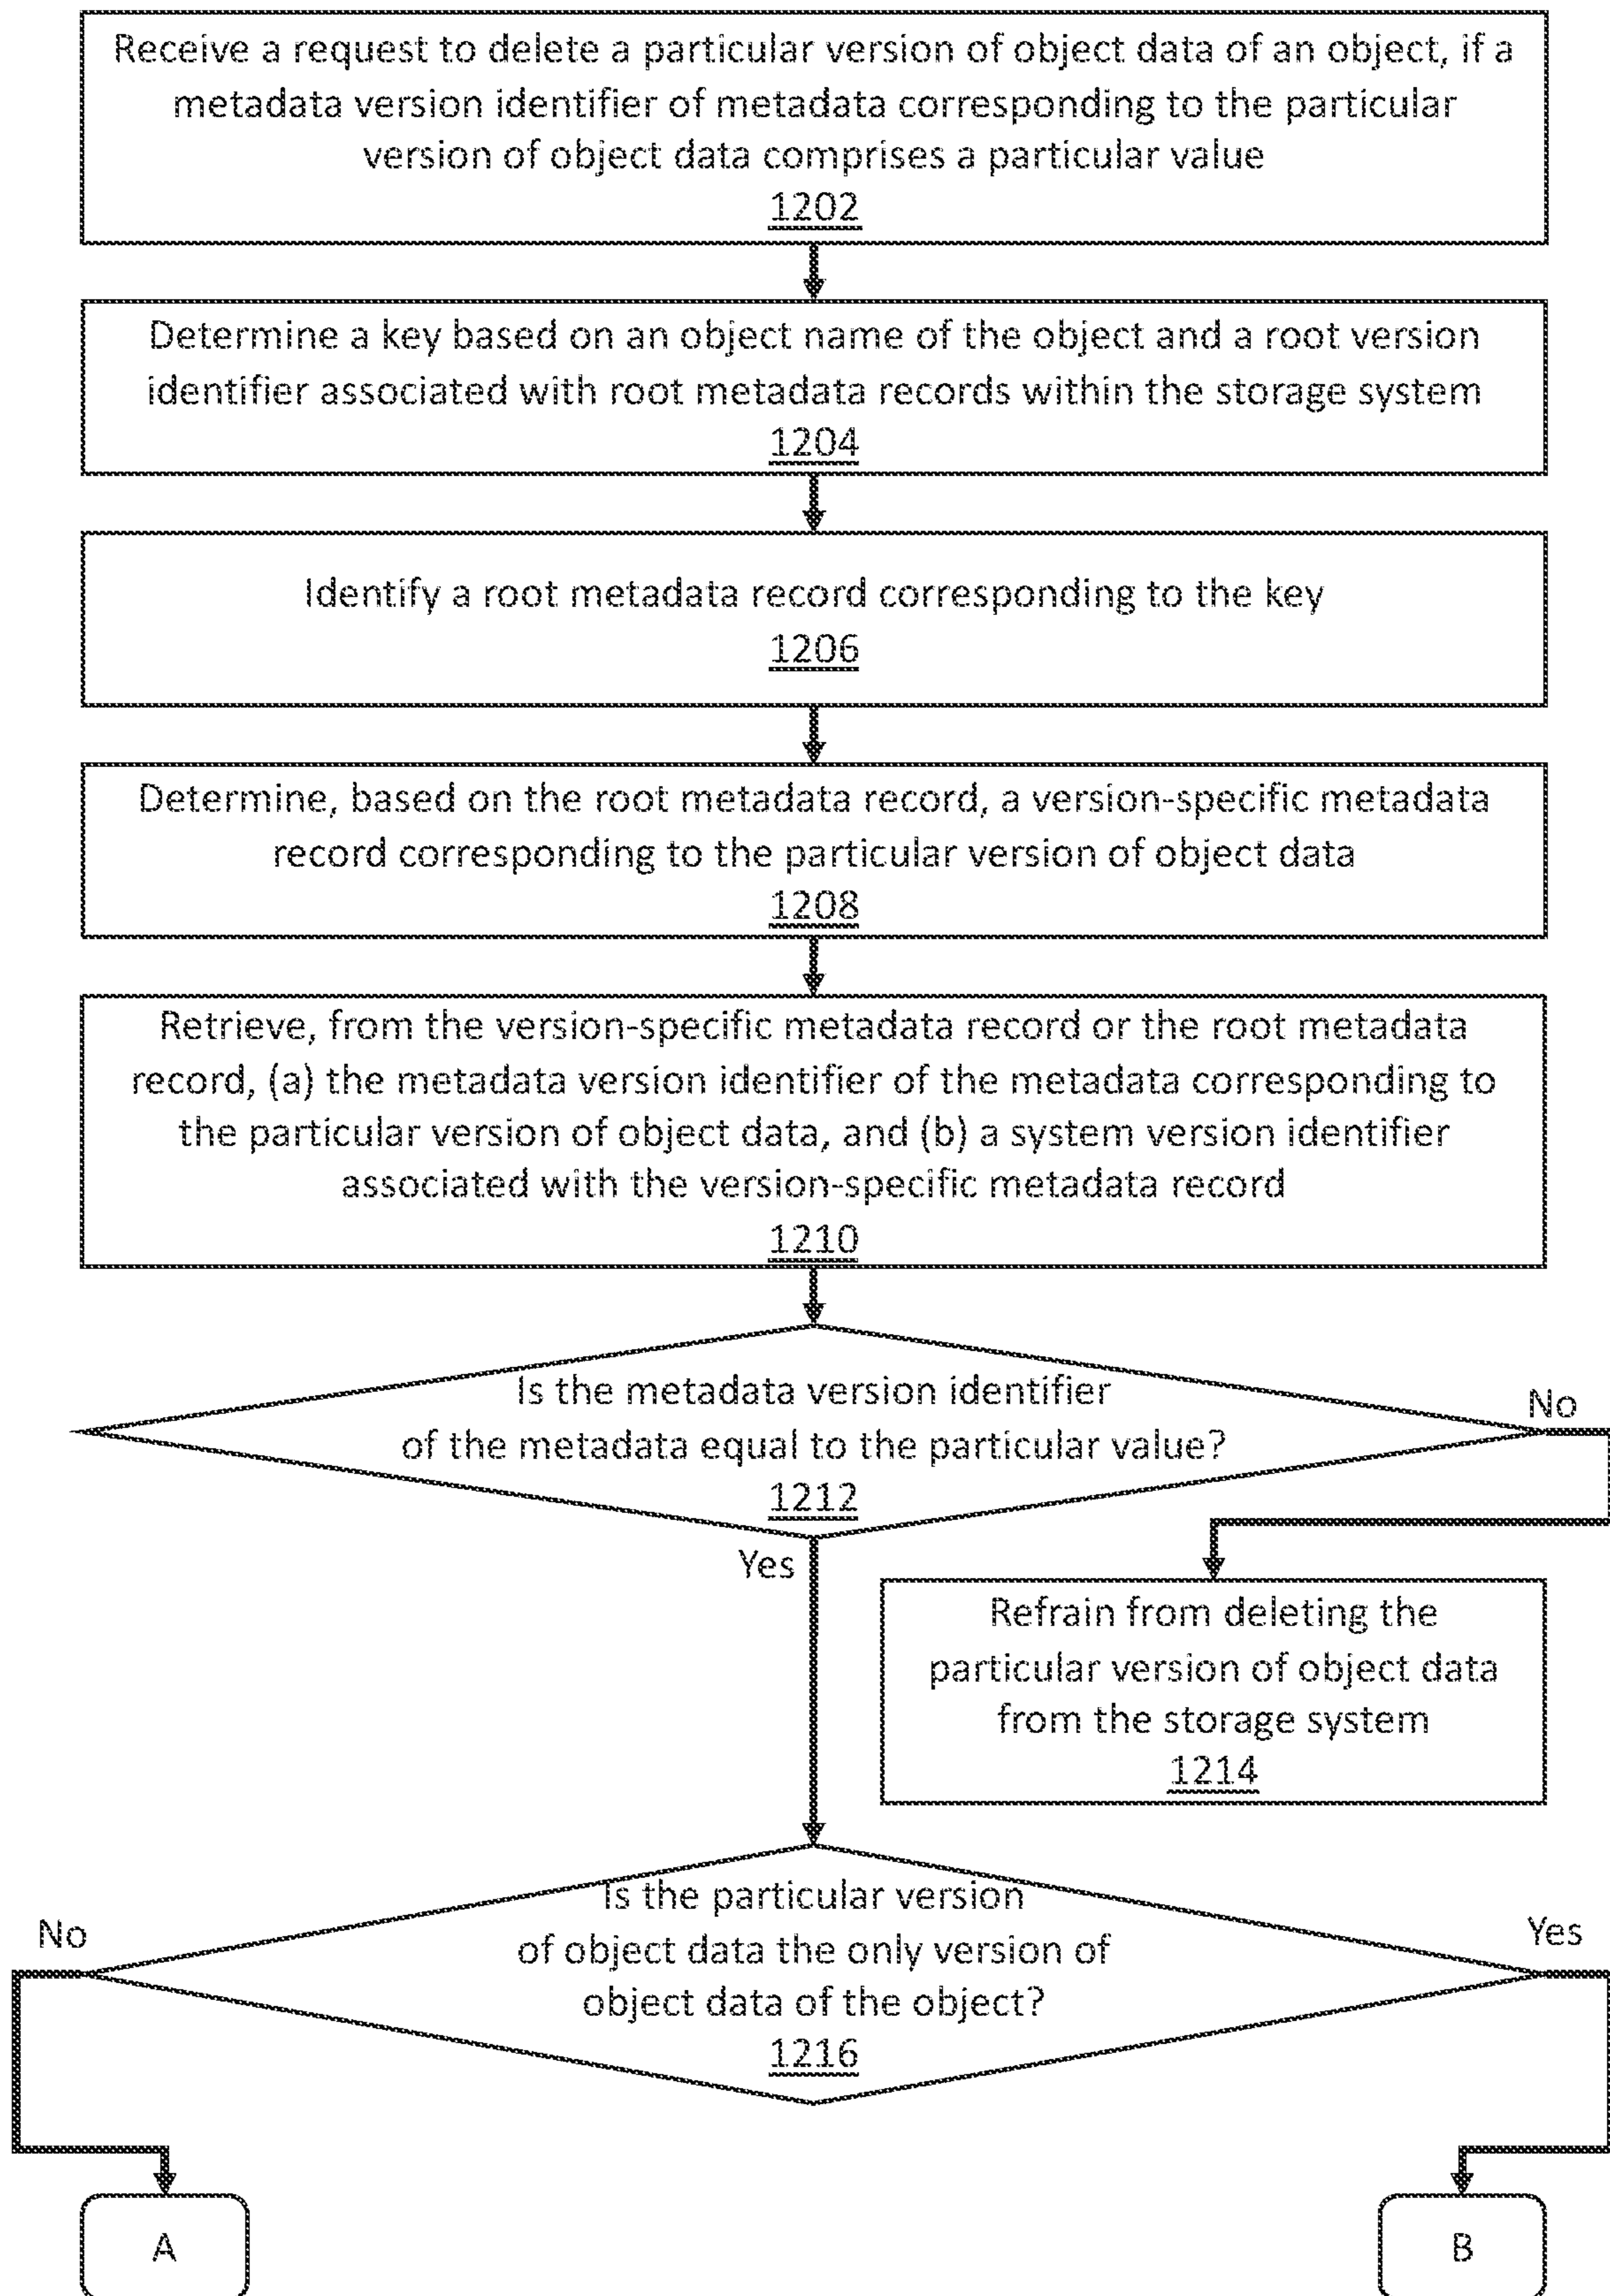 Receive a request to delete a particular version of object data of an object, if a
metadata version identifier of metadata corresponding to the particular
version of object data comprises a particular value
1202
Determine a key based on an object name of the object and a root version
identifier associated with root metadata records within the storage system
1204
Identify a root metadata record corresponding to the key
1206
Determine, based on the root metadata record, a version-specific metadata
record corresponding to the particular version of object data
1208
Retrieve, from the version-specific metadata record or the root metadata
record, (a) the metadata version identifier of the metadata corresponding to
the particular version of object data, and (b) a system version identifier
associated with the version-specific metadata record
1210
Is the metadata version identifier
of the metadata equal to the particular value?
1212
No
Yes
Refrain from deleting the
particular version of object data
from the storage system
1214
Is the particular version
of object data the only version of
object data of the object?
1216
No
Yes
A
B